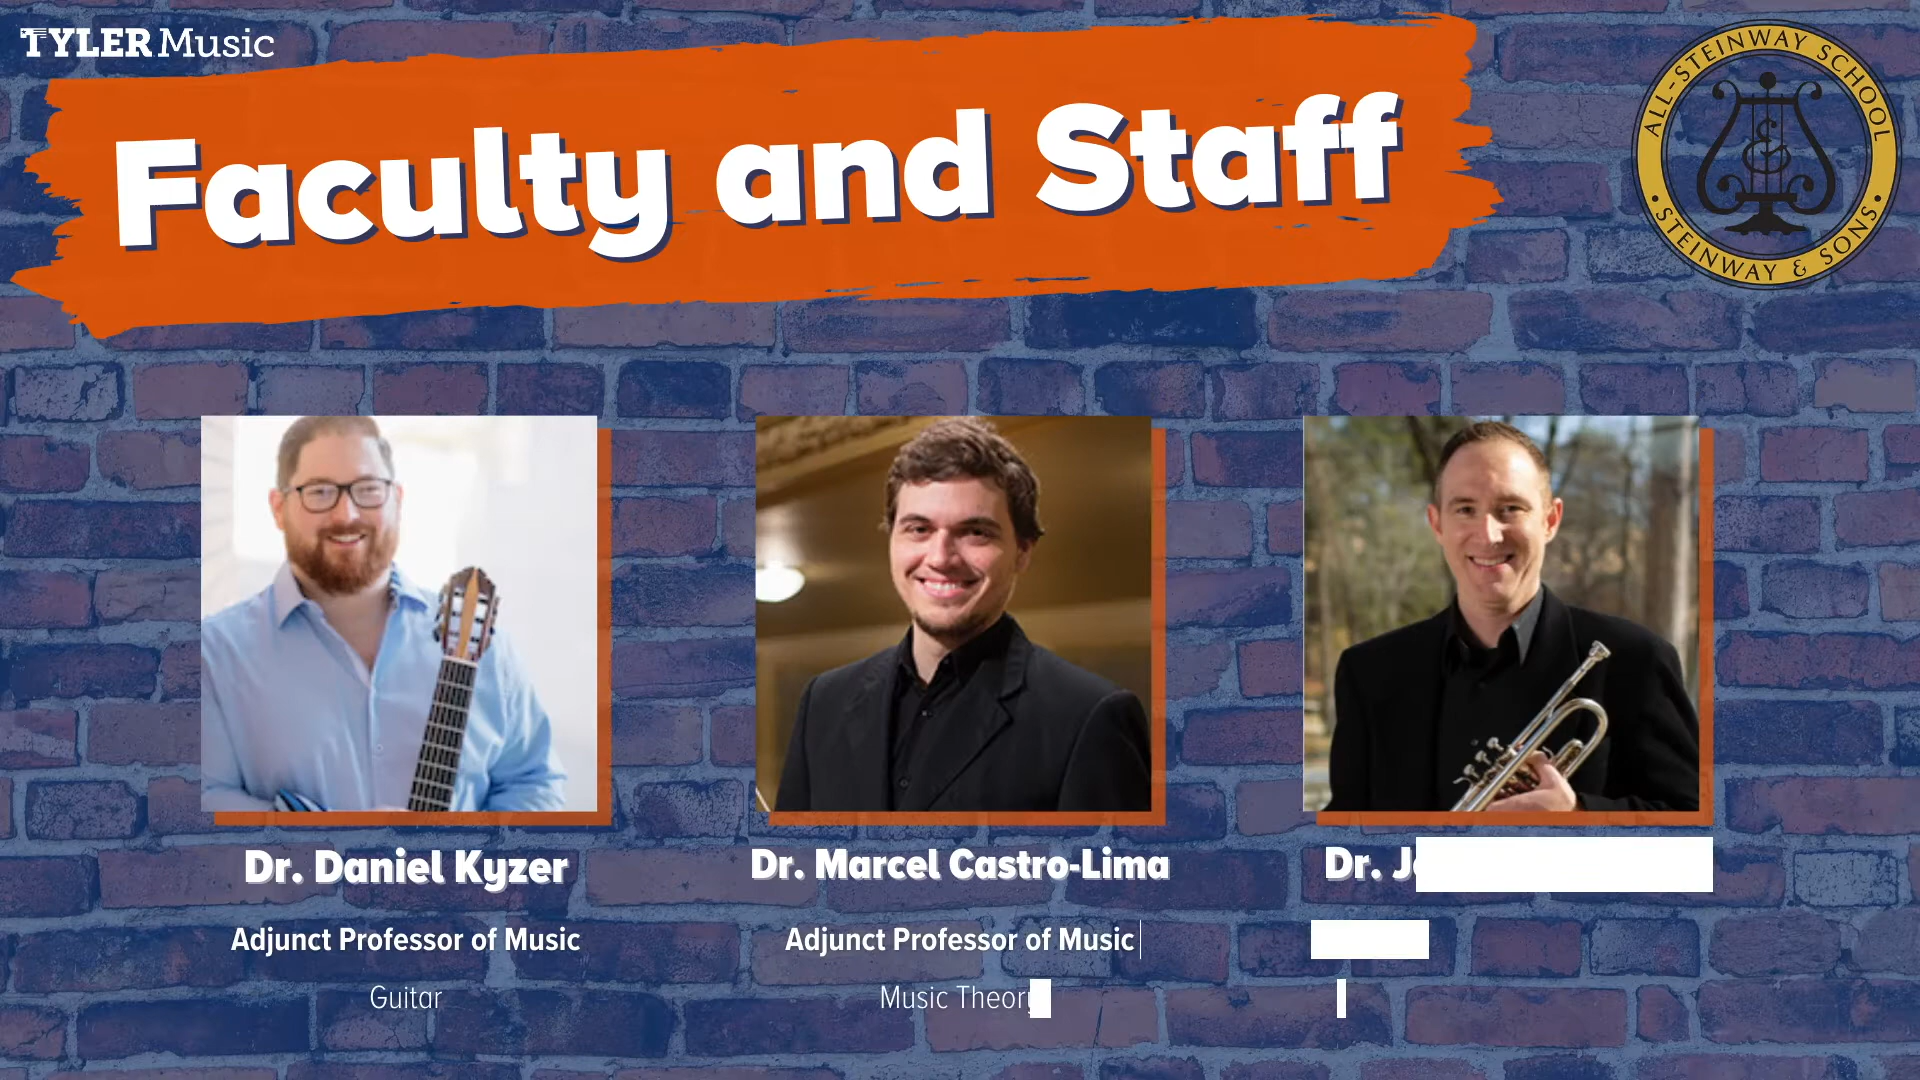 TYLER Music
Faculty and Staff
ALL-STEINWAY SCHOOL
• STEINWAY & SONS •
Dr. Daniel Kyzer
Dr. Marcel Castro-Lima
Dr.
Adjunct Professor of Music
Adjunct Professor of Music
Guitar
Music Theory